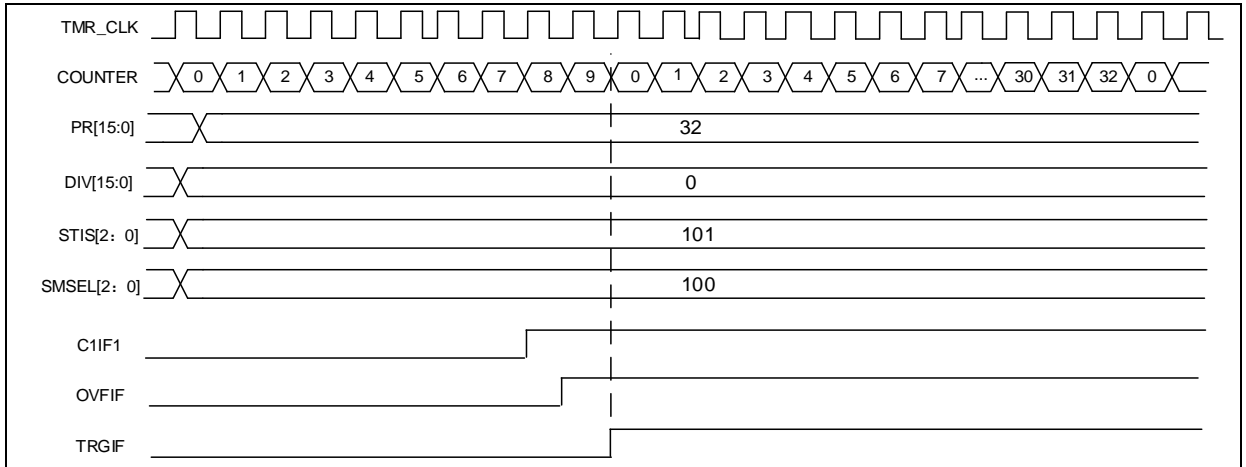 TMR_CLK
COUNTER 0 1 2 3 4 5 6 7 8 9 0 1 2 3 4 5 6 7 ... 30 31 32 0
PR[15:0] 32
DIV[15:0] 0
STIS[2：0] 101
SMSEL[2：0] 100
C1IF1
OVFIF
TRGIF